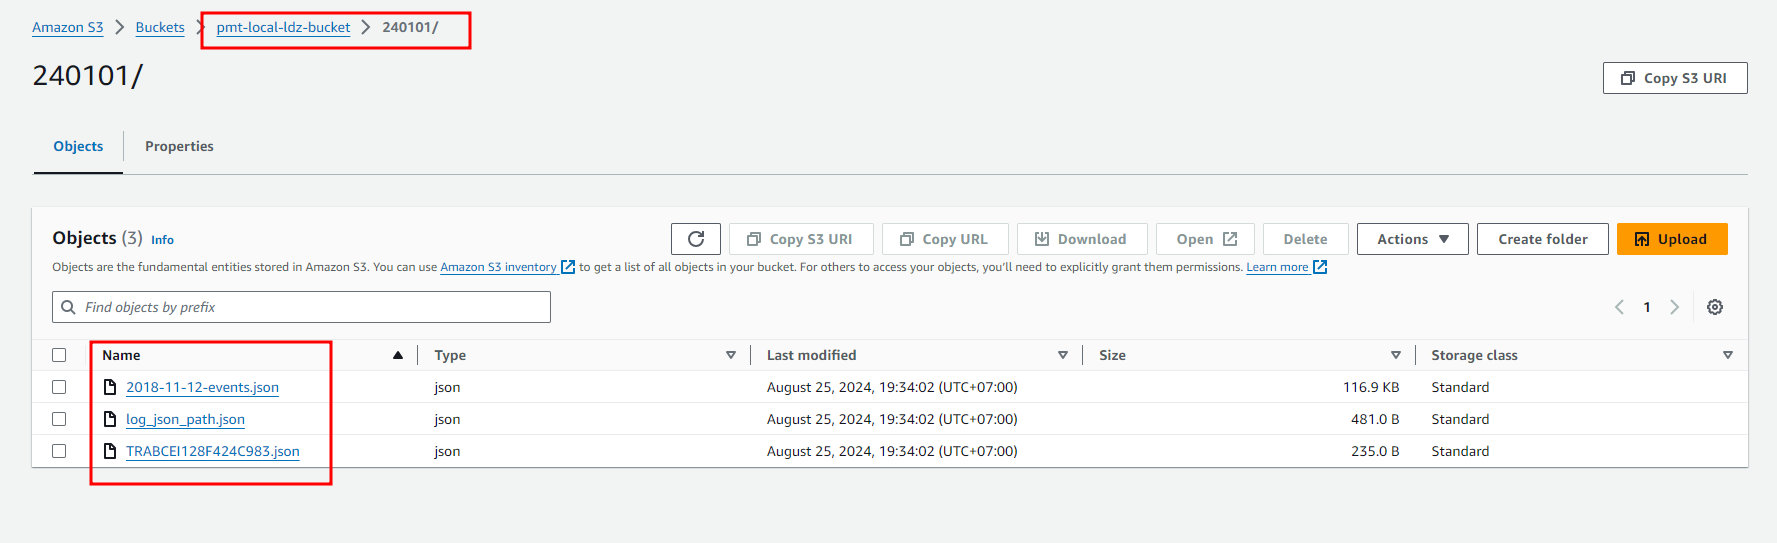 Amazon S3 > Buckets > pmt-local-ldz-bucket > 240101/
240101/
Copy S3 URI
Objects Properties
Objects (3) Info
Copy S3 URI Copy URL Download Open Delete Actions Create folder Upload
Objects are the fundamental entities stored in Amazon S3. You can use Amazon S3 inventory to get a list of all objects in your bucket. For others to access your objects, you'll need to explicitly grant them permissions. Learn more
Find objects by prefix
1
Name Type Last modified Size Storage class
2018-11-12-events.json json August 25, 2024, 19:34:02 (UTC+07:00) 116.9 KB Standard
log_json_path.json json August 25, 2024, 19:34:02 (UTC+07:00) 481.0 B Standard
TRABCEI128F424C983.json json August 25, 2024, 19:34:02 (UTC+07:00) 235.0 B Standard